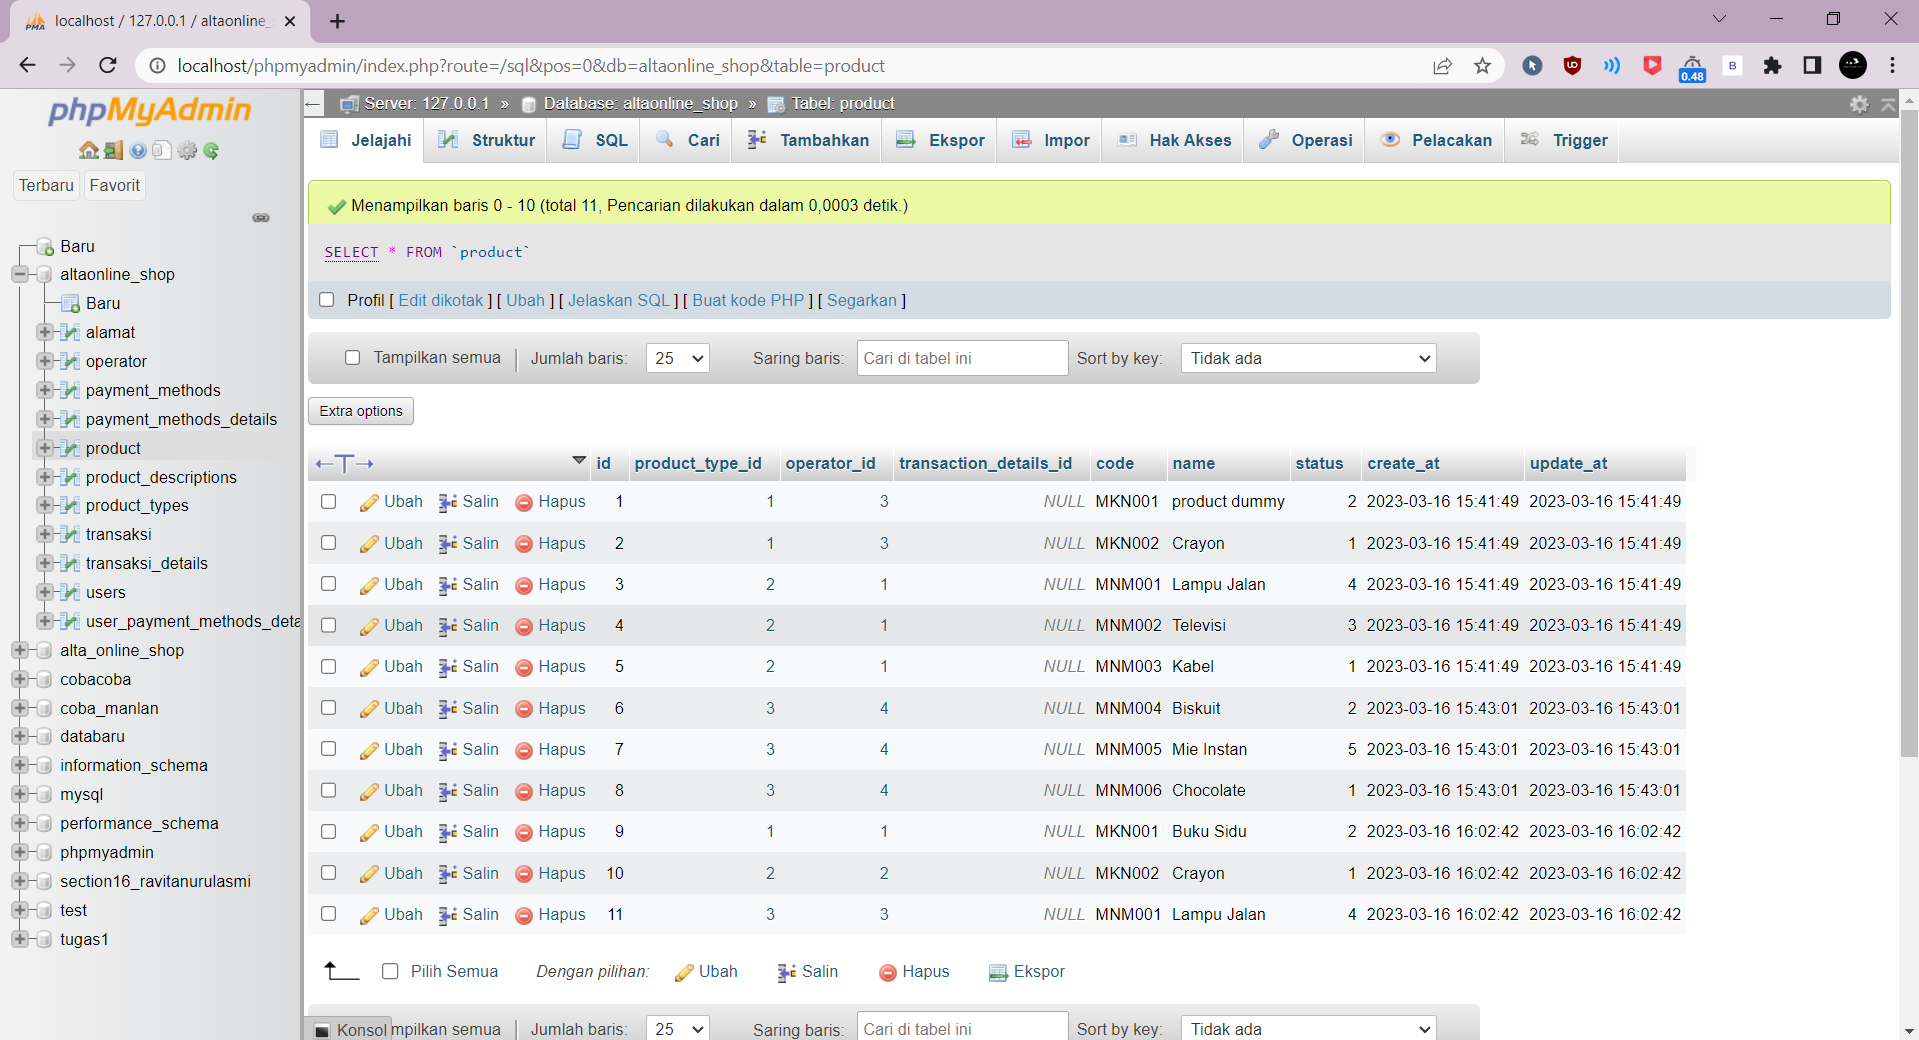 localhost / 127.0.0.1 / altaonline_
localhost/phpmyadmin/index.php?route=/sql&pos=0&db=altaonline_shop&table=product
0.48
B
phpMyAdmin
Terbaru Favorit
Baru
altaonline_shop
Baru
alamat
operator
payment_methods
payment_methods_details
product
product_descriptions
product_types
transaksi
transaksi_details
users
user_payment_methods_deta
alta_online_shop
cobacoba
coba_manlan
databaru
information_schema
mysql
performance_schema
phpmyadmin
section16_ravitanurulasmi
test
tugas1
Server: 127.0.0.1 » Database: altaonline_shop » Tabel: product
Jelajahi Struktur SQL Cari Tambahkan Ekspor Impor Hak Akses Operasi Pelacakan Trigger
Menampilkan baris 0 - 10 (total 11, Pencarian dilakukan dalam 0,0003 detik.)
SELECT * FROM `product`
Profil [ Edit dikotak ] [ Ubah ] [ Jelaskan SQL ] [ Buat kode PHP ] [ Segarkan ]
Tampilkan semua Jumlah baris: 25 Saring baris: Cari di tabel ini Sort by key: Tidak ada
Extra options
id product_type_id operator_id transaction_details_id code name status create_at update_at
Ubah Salin Hapus 1 1 3 NULL MKN001 product dummy 2 2023-03-16 15:41:49 2023-03-16 15:41:49
Ubah Salin Hapus 2 1 3 NULL MKN002 Crayon 1 2023-03-16 15:41:49 2023-03-16 15:41:49
Ubah Salin Hapus 3 2 1 NULL MNM001 Lampu Jalan 4 2023-03-16 15:41:49 2023-03-16 15:41:49
Ubah Salin Hapus 4 2 1 NULL MNM002 Televisi 3 2023-03-16 15:41:49 2023-03-16 15:41:49
Ubah Salin Hapus 5 2 1 NULL MNM003 Kabel 1 2023-03-16 15:41:49 2023-03-16 15:41:49
Ubah Salin Hapus 6 3 4 NULL MNM004 Biskuit 2 2023-03-16 15:43:01 2023-03-16 15:43:01
Ubah Salin Hapus 7 3 4 NULL MNM005 Mie Instan 5 2023-03-16 15:43:01 2023-03-16 15:43:01
Ubah Salin Hapus 8 3 4 NULL MNM006 Chocolate 1 2023-03-16 15:43:01 2023-03-16 15:43:01
Ubah Salin Hapus 9 1 1 NULL MKN001 Buku Sidu 2 2023-03-16 16:02:42 2023-03-16 16:02:42
Ubah Salin Hapus 10 2 2 NULL MKN002 Crayon 1 2023-03-16 16:02:42 2023-03-16 16:02:42
Ubah Salin Hapus 11 3 3 NULL MNM001 Lampu Jalan 4 2023-03-16 16:02:42 2023-03-16 16:02:42
Pilih Semua Dengan pilihan: Ubah Salin Hapus Ekspor
Konsol mpilkan semua Jumlah baris: 25 Saring baris: Cari di tabel ini Sort by key: Tidak ada